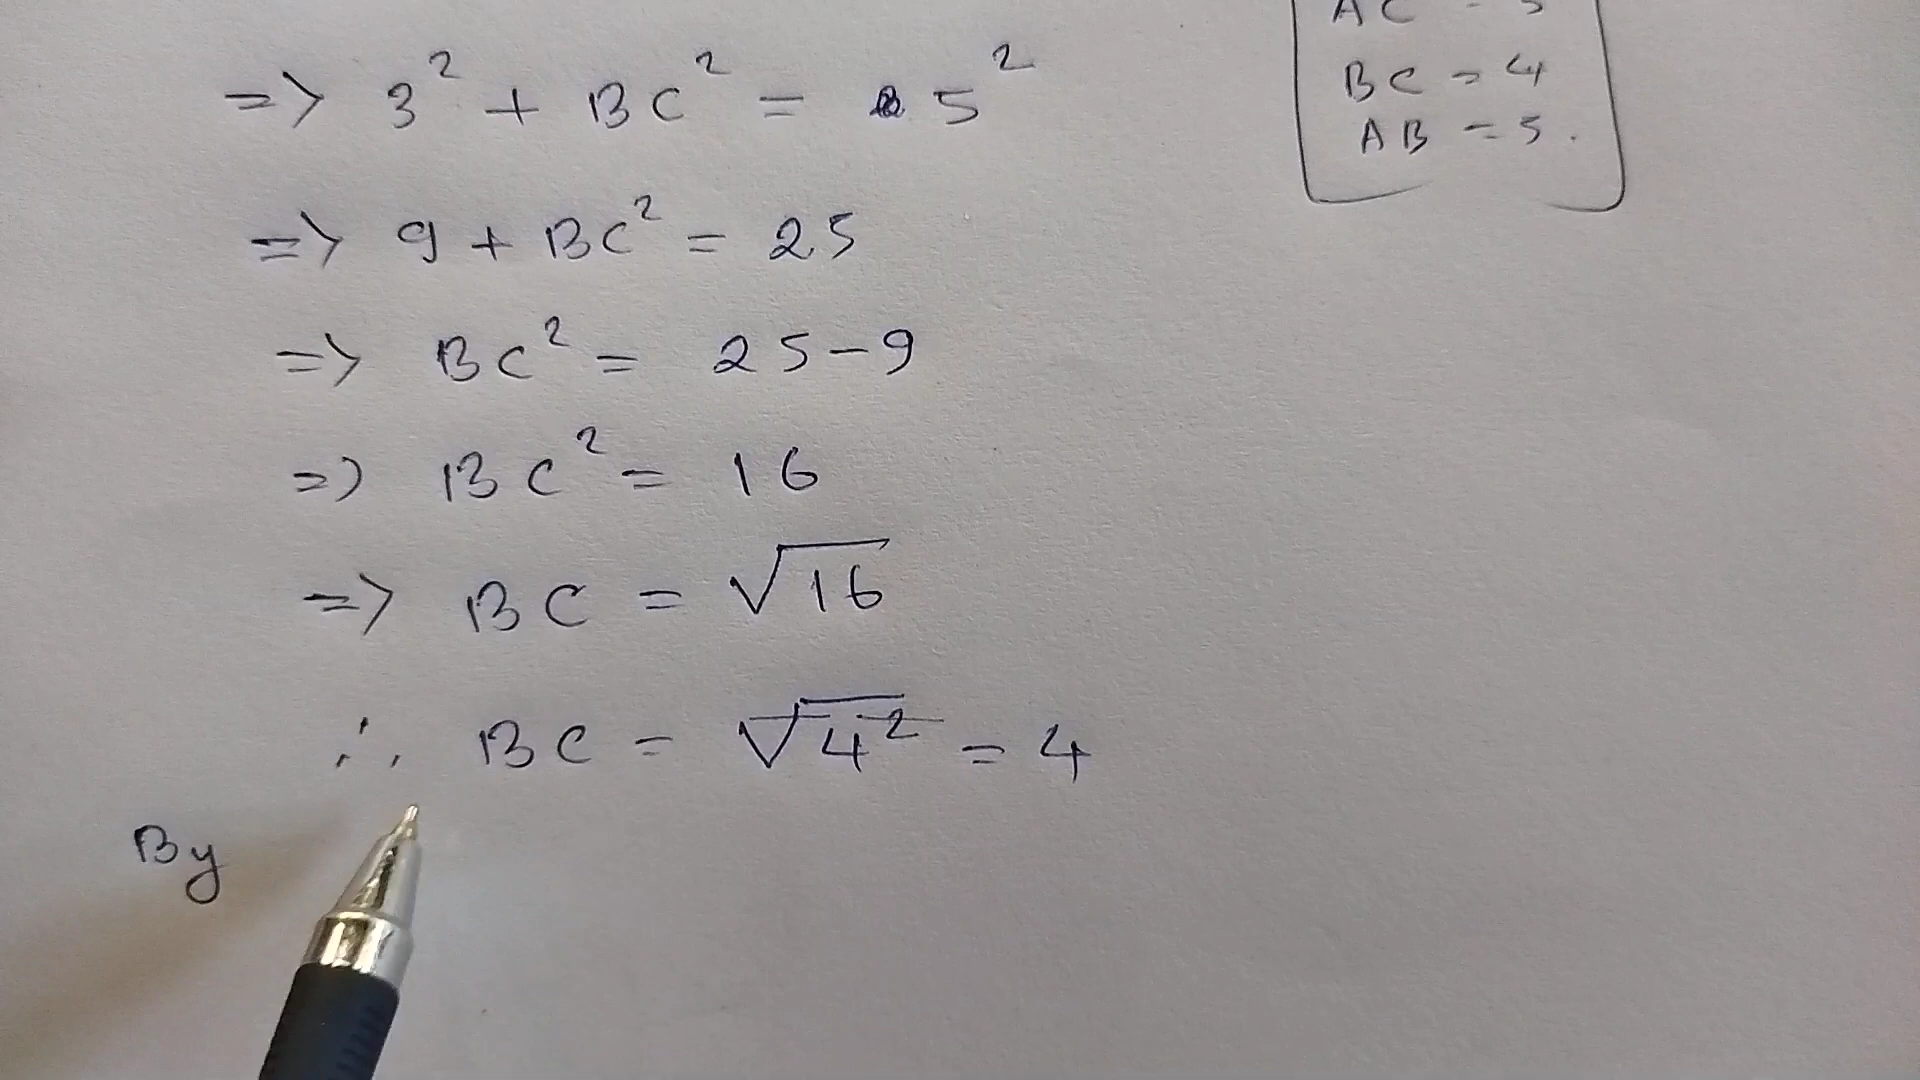 => 3² + BC² = 5²
=> 9 + BC² = 25
=> BC² = 25 - 9
=> BC² = 16
=> BC = √16
∴ BC = √4² = 4
By
BC = 4
AB = 5.